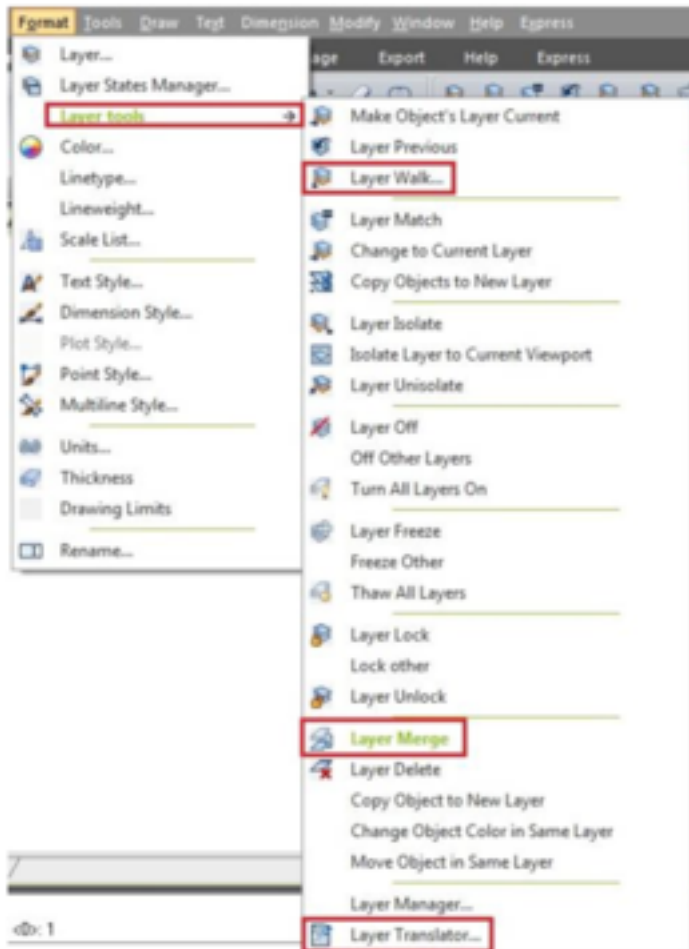 Format Tools Draw Text Dimension Modify Window Help Express
age Export Help Express
Layer...
Layer States Manager...
Layer tools
Color...
Linetype...
Lineweight...
Scale List...
Text Style...
Dimension Style...
Plot Style...
Point Style...
Multiline Style...
Units...
Thickness
Drawing Limits
Rename...
Make Object's Layer Current
Layer Previous
Layer Walk...
Layer Match
Change to Current Layer
Copy Objects to New Layer
Layer Isolate
Isolate Layer to Current Viewport
Layer Unisolate
Layer Off
Off Other Layers
Turn All Layers On
Layer Freeze
Freeze Other
Thaw All Layers
Layer Lock
Lock other
Layer Unlock
Layer Merge
Layer Delete
Copy Object to New Layer
Change Object Color in Same Layer
Move Object in Same Layer
Layer Manager...
Layer Translator...
<0>: 1